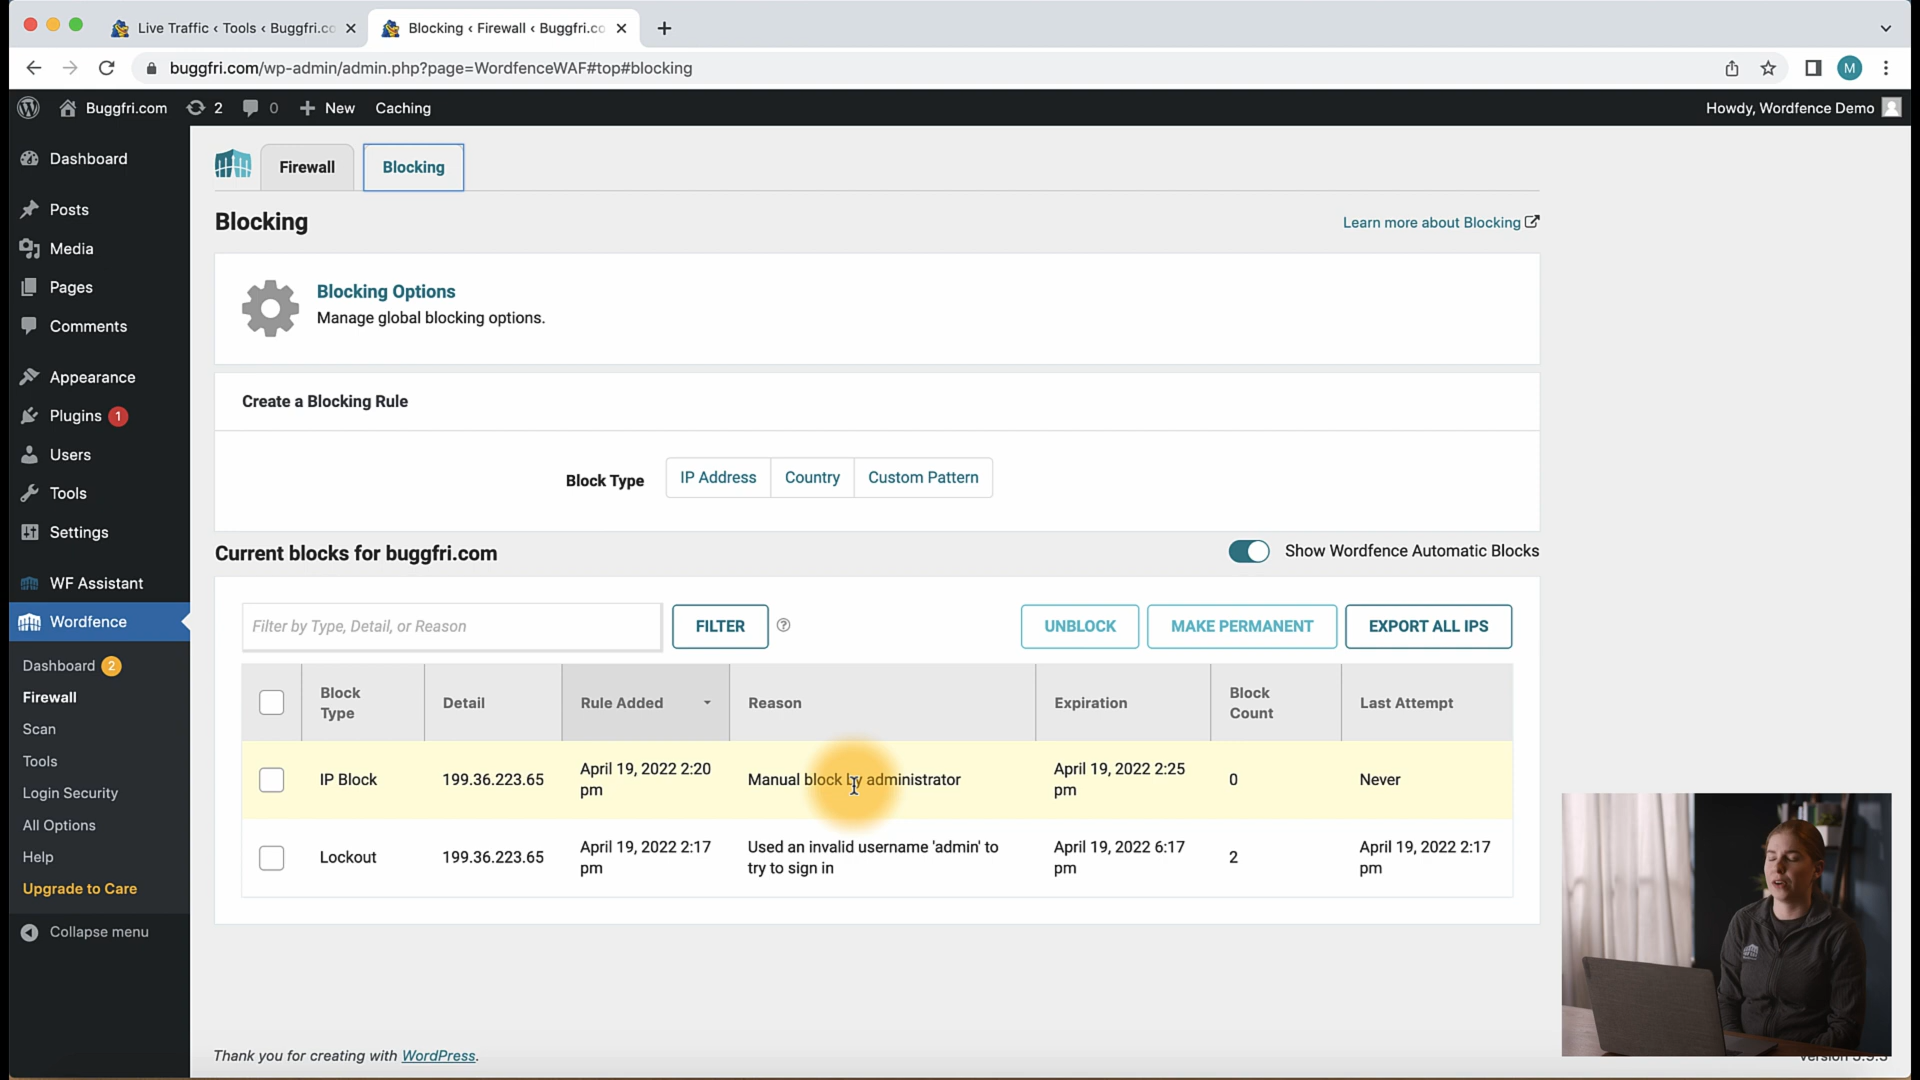 Live Traffic ‹ Tools ‹ Buggfri.co
Blocking ‹ Firewall ‹ Buggfri.co
buggfri.com/wp-admin/admin.php?page=WordfenceWAF#top#blocking
M
Buggfri.com
2
0
New
Caching
Howdy, Wordfence Demo
Dashboard
Posts
Media
Pages
Comments
Appearance
Plugins 1
Users
Tools
Settings
WF Assistant
Wordfence
Dashboard 2
Firewall
Scan
Tools
Login Security
All Options
Help
Upgrade to Care
Collapse menu
Firewall
Blocking
Blocking
Learn more about Blocking
Blocking Options
Manage global blocking options.
Create a Blocking Rule
Block Type
IP Address
Country
Custom Pattern
Current blocks for buggfri.com
Show Wordfence Automatic Blocks
Filter by Type, Detail, or Reason
FILTER
?
UNBLOCK
MAKE PERMANENT
EXPORT ALL IPS
Block
Type
Detail
Rule Added
Reason
Expiration
Block
Count
Last Attempt
IP Block
199.36.223.65
April 19, 2022 2:20
pm
Manual block by administrator
April 19, 2022 2:25
pm
0
Never
Lockout
199.36.223.65
April 19, 2022 2:17
pm
Used an invalid username 'admin' to
try to sign in
April 19, 2022 6:17
pm
2
April 19, 2022 2:17
pm
Thank you for creating with WordPress.